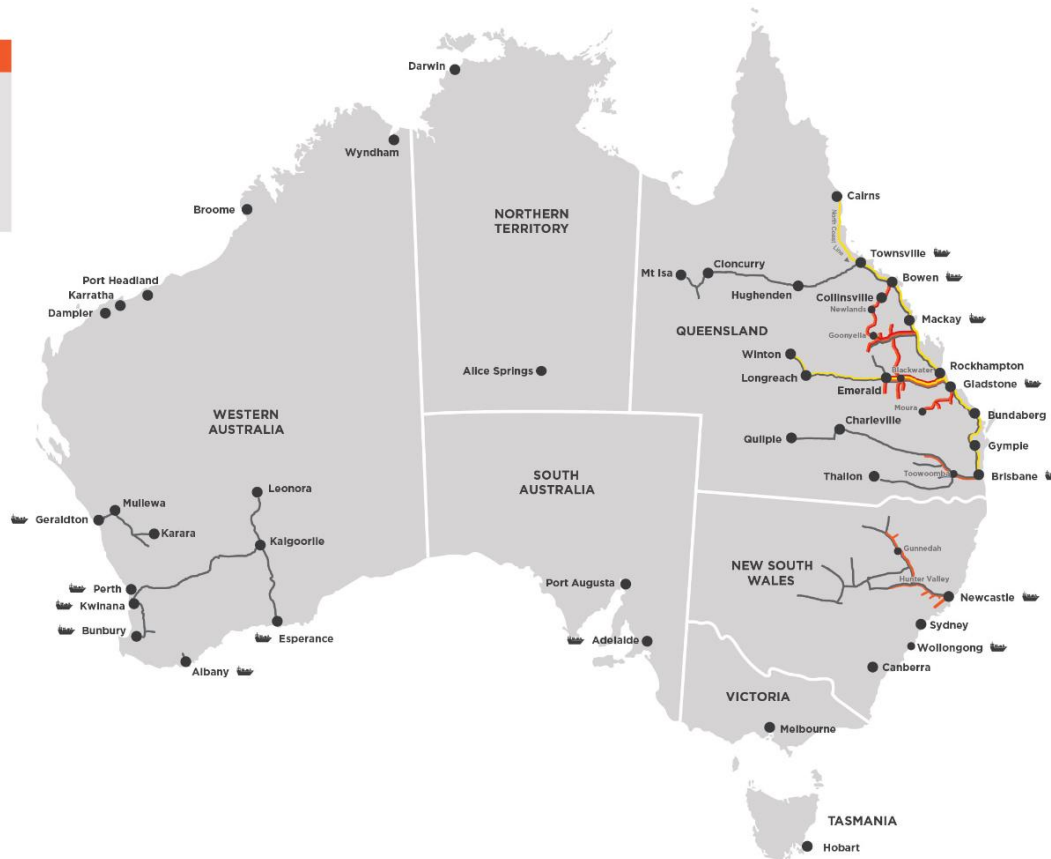 Darwin
Wyndham
Broome
Port Headland
Karratha
Dampier
NORTHERN
TERRITORY
Alice Springs
WESTERN
AUSTRALIA
Leonora
Mullewa
Geraldton
Karara
Kalgoorlie
Perth
Kwinana
Bunbury
Esperance
Albany
SOUTH
AUSTRALIA
Port Augusta
Adelaide
Cairns
North Coast Line
Townsville
Bowen
Mt Isa
Cloncurry
Hughenden
Collinsville
Newlands
Mackay
QUEENSLAND
Goonyella
Winton
Longreach
Emerald
Blackwater
Rockhampton
Gladstone
Moura
Bundaberg
Charleville
Quilpie
Gympie
Toowoomba
Thallon
Brisbane
Gunnedah
NEW SOUTH
WALES
Hunter Valley
Newcastle
Sydney
Wollongong
Canberra
VICTORIA
Melbourne
TASMANIA
Hobart